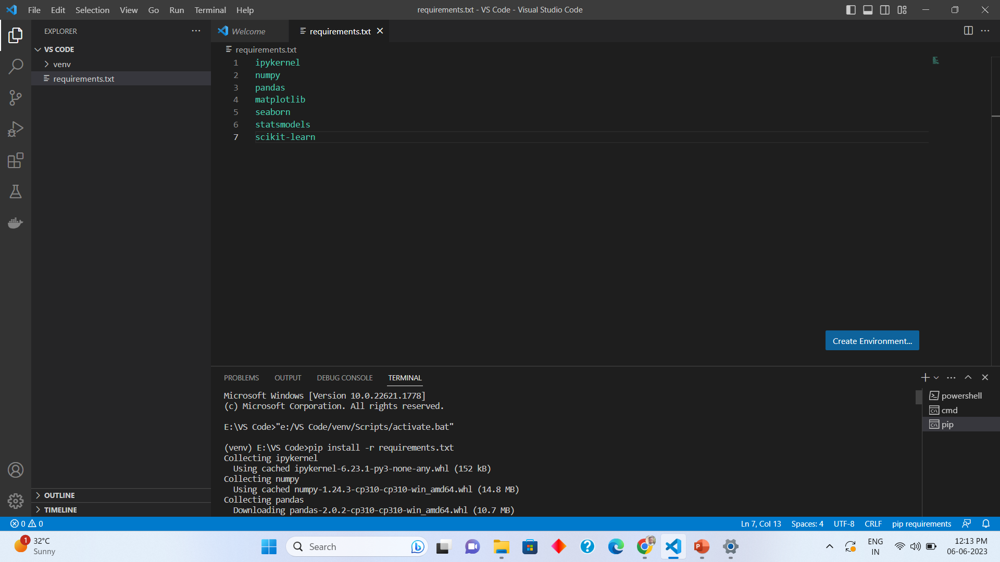 File Edit Selection View Go Run Terminal Help
requirements.txt - VS Code - Visual Studio Code
EXPLORER
VS CODE
venv
requirements.txt
OUTLINE
TIMELINE
Welcome
requirements.txt
requirements.txt
1 ipykernel
2 numpy
3 pandas
4 matplotlib
5 seaborn
6 statsmodels
7 scikit-learn
Create Environment...
PROBLEMS OUTPUT DEBUG CONSOLE TERMINAL
Microsoft Windows [Version 10.0.22621.1778]
(c) Microsoft Corporation. All rights reserved.
E:\VS Code>"e:/VS Code/venv/Scripts/activate.bat"
(venv) E:\VS Code>pip install -r requirements.txt
Collecting ipykernel
Using cached ipykernel-6.23.1-py3-none-any.whl (152 kB)
Collecting numpy
Using cached numpy-1.24.3-cp310-cp310-win_amd64.whl (14.8 MB)
Collecting pandas
Downloading pandas-2.0.2-cp310-cp310-win_amd64.whl (10.7 MB)
powershell
cmd
pip
0 0
Ln 7, Col 13 Spaces: 4 UTF-8 CRLF pip requirements
1
32°C
Sunny
Search
ENG
IN
12:13 PM
06-06-2023